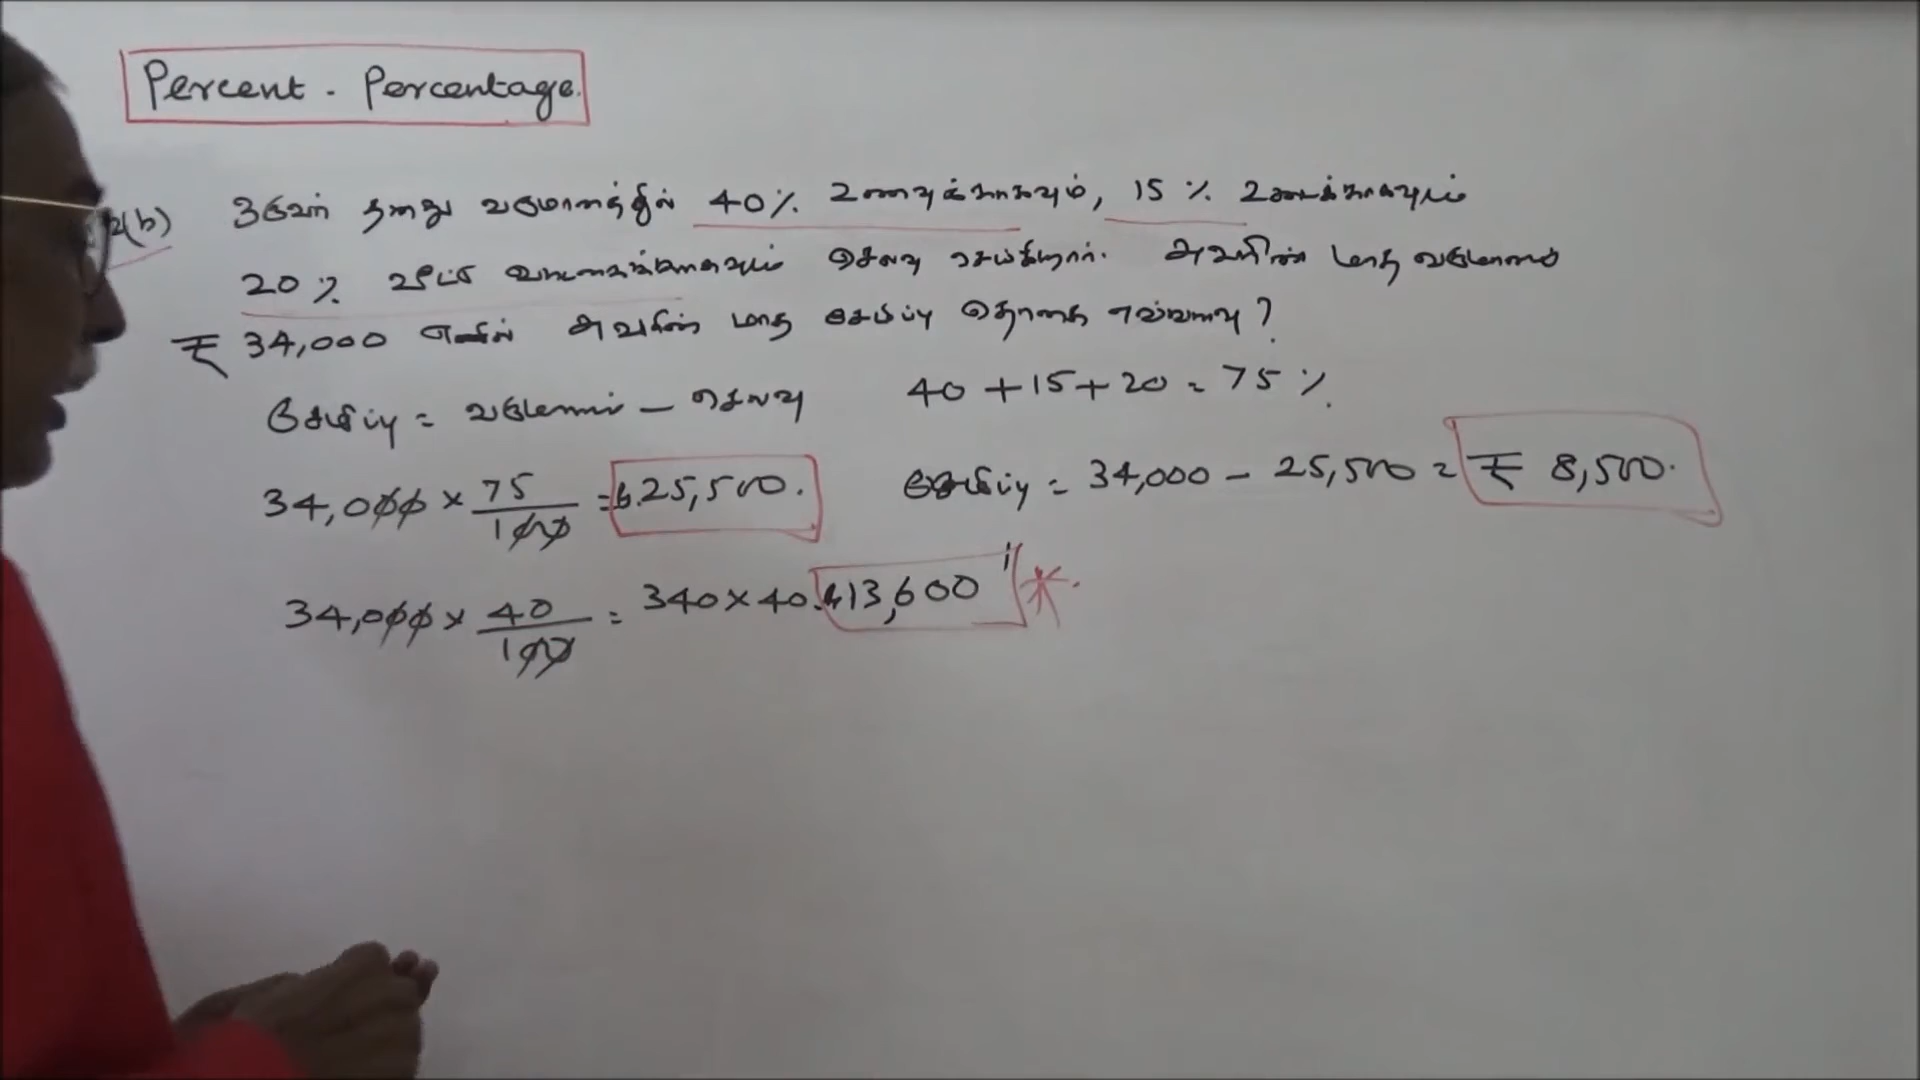 Percent - Percentage.
2(b) ஒருவர் தனது வருமானத்தில் 40% உணவுக்காகவும், 15% உடைக்காகவும்
20% வீட்டு வாடகைக்காகவும் செலவு செய்கிறார். அவரின் மாத வருமானம்
₹ 34,000 எனில் அவரின் மாத சேமிப்பு தொகை எவ்வளவு?
சேமிப்பு = வருமானம் - செலவு 40 + 15 + 20 = 75%
34,000 × 75/100 = 25,500. சேமிப்பு = 34,000 - 25,500 = ₹ 8,500.
34,000 × 40/100 = 340 × 40 = 13,600